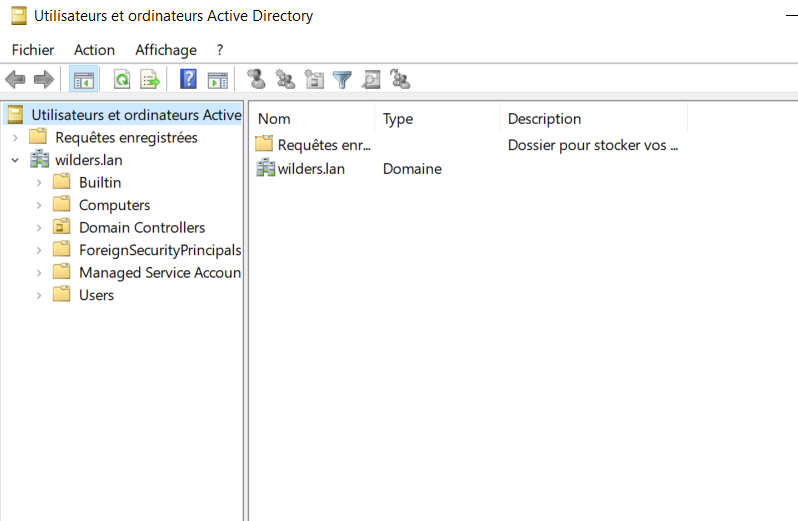 Utilisateurs et ordinateurs Active Directory
Fichier Action Affichage ?
Utilisateurs et ordinateurs Active
Requêtes enregistrées
wilders.lan
Builtin
Computers
Domain Controllers
ForeignSecurityPrincipals
Managed Service Accoun
Users
Nom Type Description
Requêtes enr... Dossier pour stocker vos ...
wilders.lan Domaine